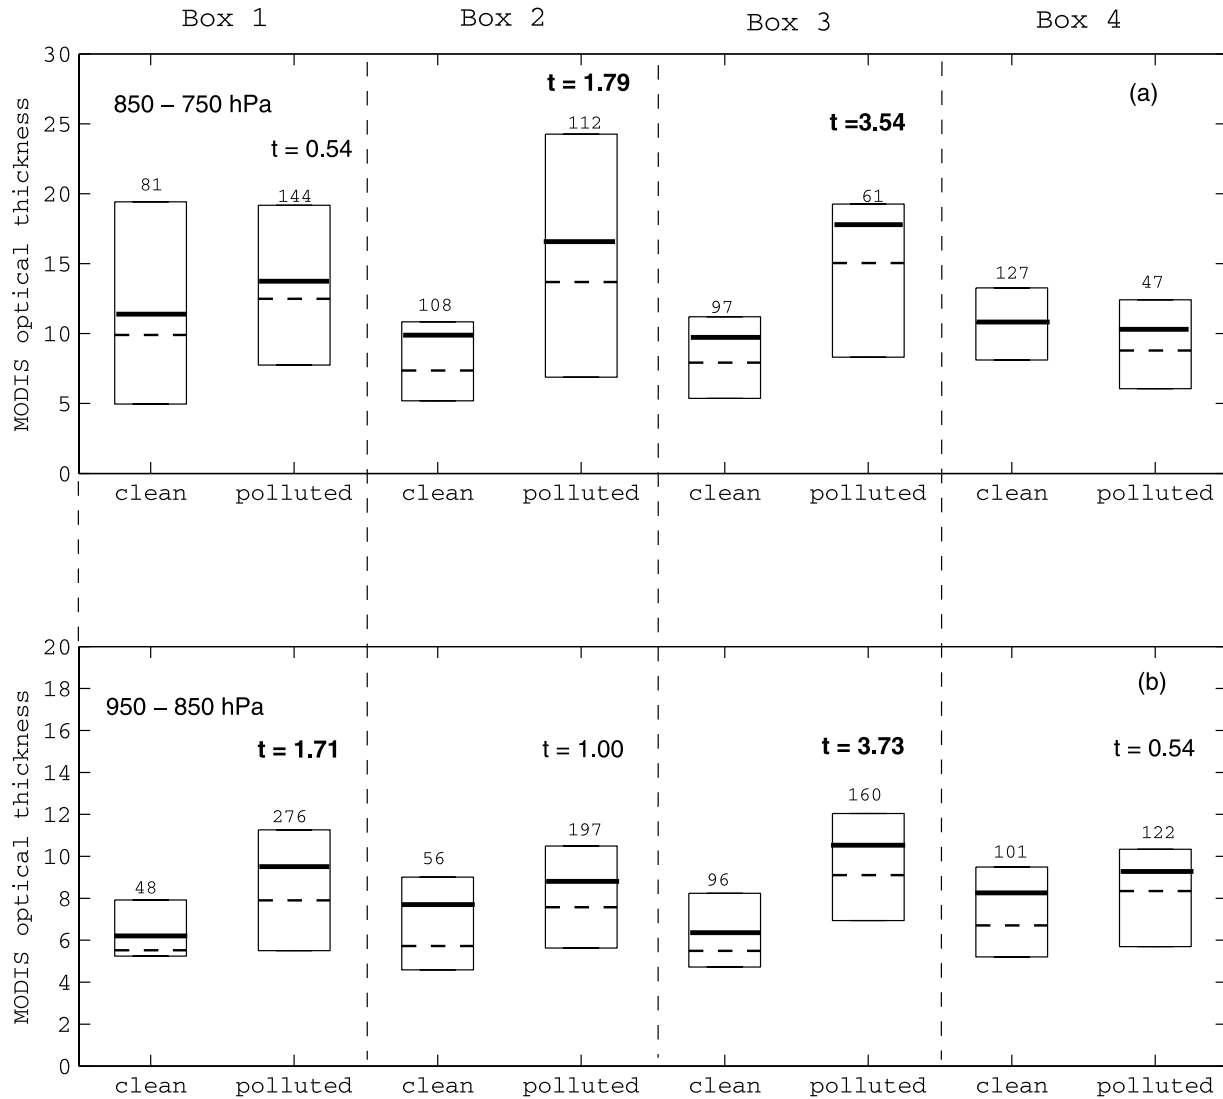 Box 1 Box 2 Box 3 Box 4
MODIS optical thickness
30
25
20
15
10
5
0
850 – 750 hPa
(a)
t = 0.54
t = 1.79
t =3.54
81 144 108 112 97 61 127 47
clean polluted clean polluted clean polluted clean polluted
MODIS optical thickness
20
18
16
14
12
10
8
6
4
2
0
950 – 850 hPa
(b)
t = 1.71
t = 1.00
t = 3.73
t = 0.54
48 276 56 197 96 160 101 122
clean polluted clean polluted clean polluted clean polluted